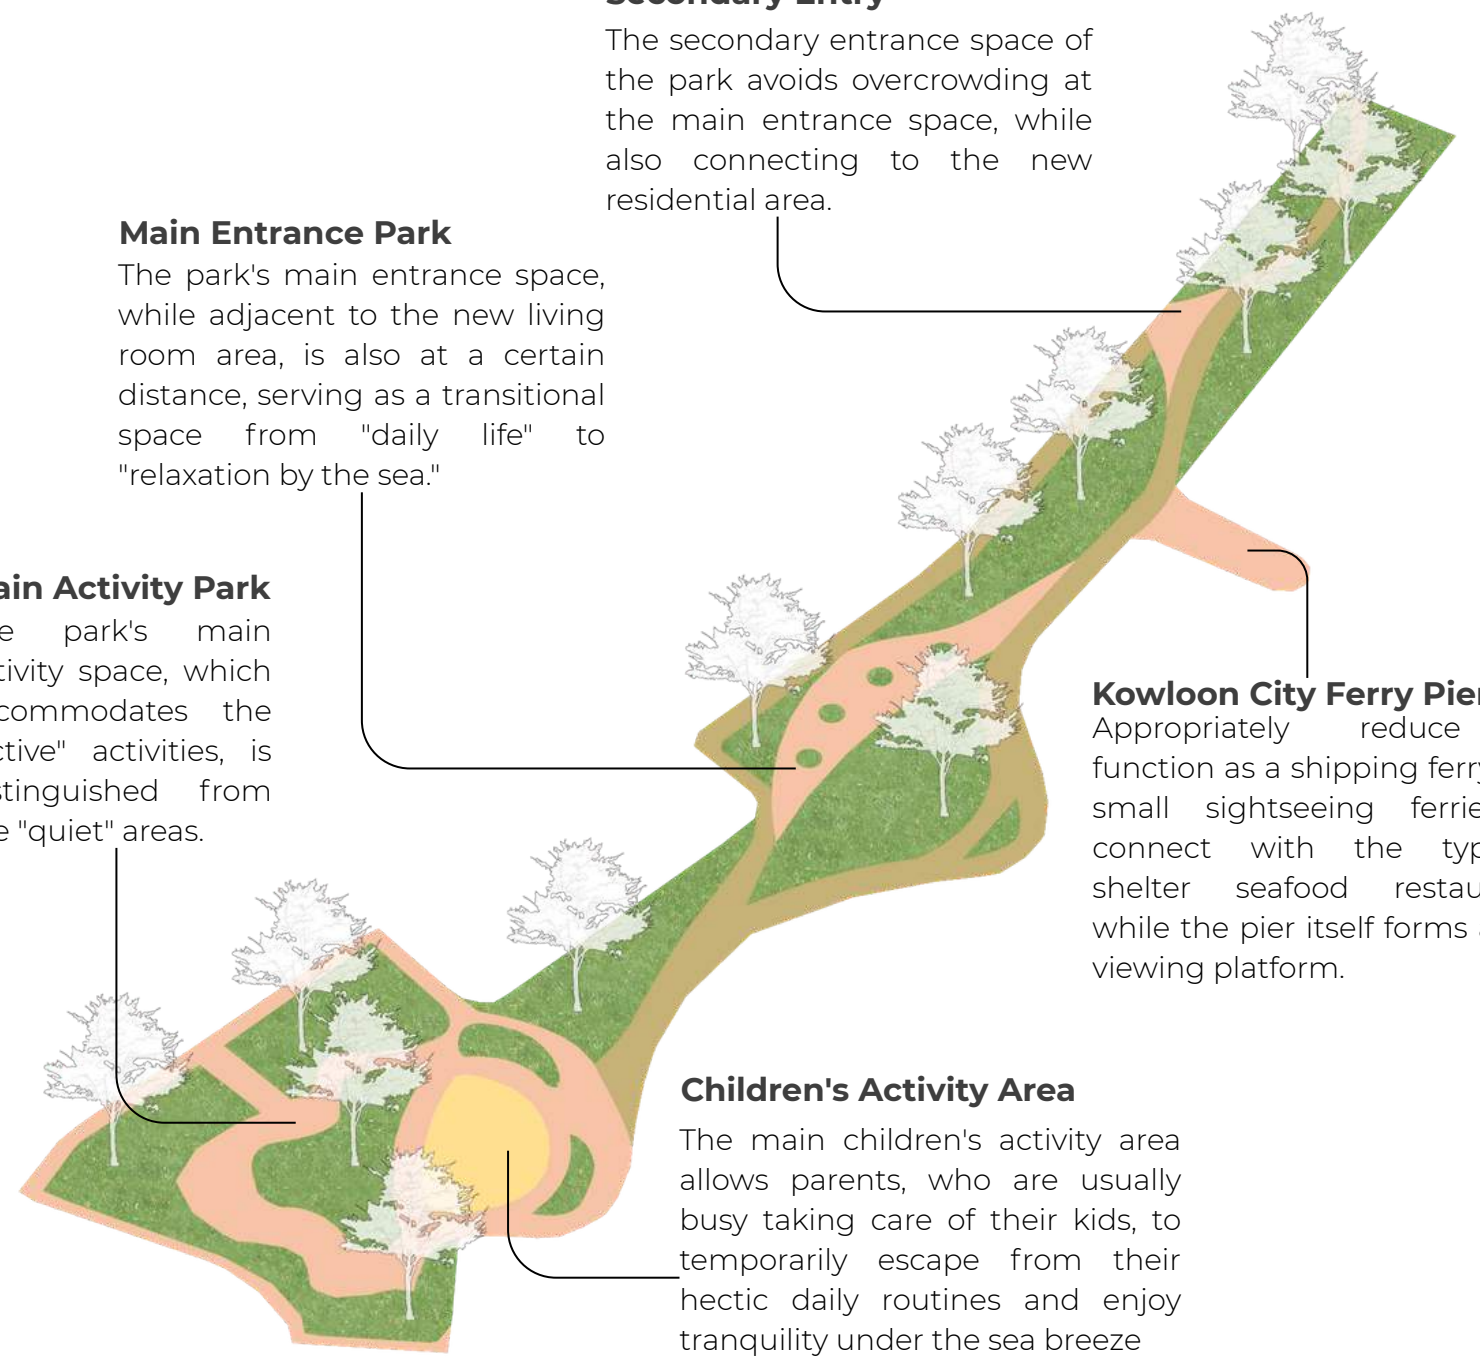 Secondary Entry
The secondary entrance space of
the park avoids overcrowding at
the main entrance space, while
also connecting to the new
residential area.
Main Entrance Park
The park's main entrance space,
while adjacent to the new living
room area, is also at a certain
distance, serving as a transitional
space from "daily life" to
"relaxation by the sea."
Activity Park
park's main
space, which
the
activities, is
from
"quiet" areas.
Kowloon City Ferry Pier
Appropriately reduce
function as a shipping ferry
small sightseeing
connect with the
shelter seafood
while the pier itself forms
viewing platform.
Children's Activity Area
The main children's activity area
allows parents, who are usually
busy taking care of their kids, to
temporarily escape from their
hectic daily routines and enjoy
tranquility under the sea breeze